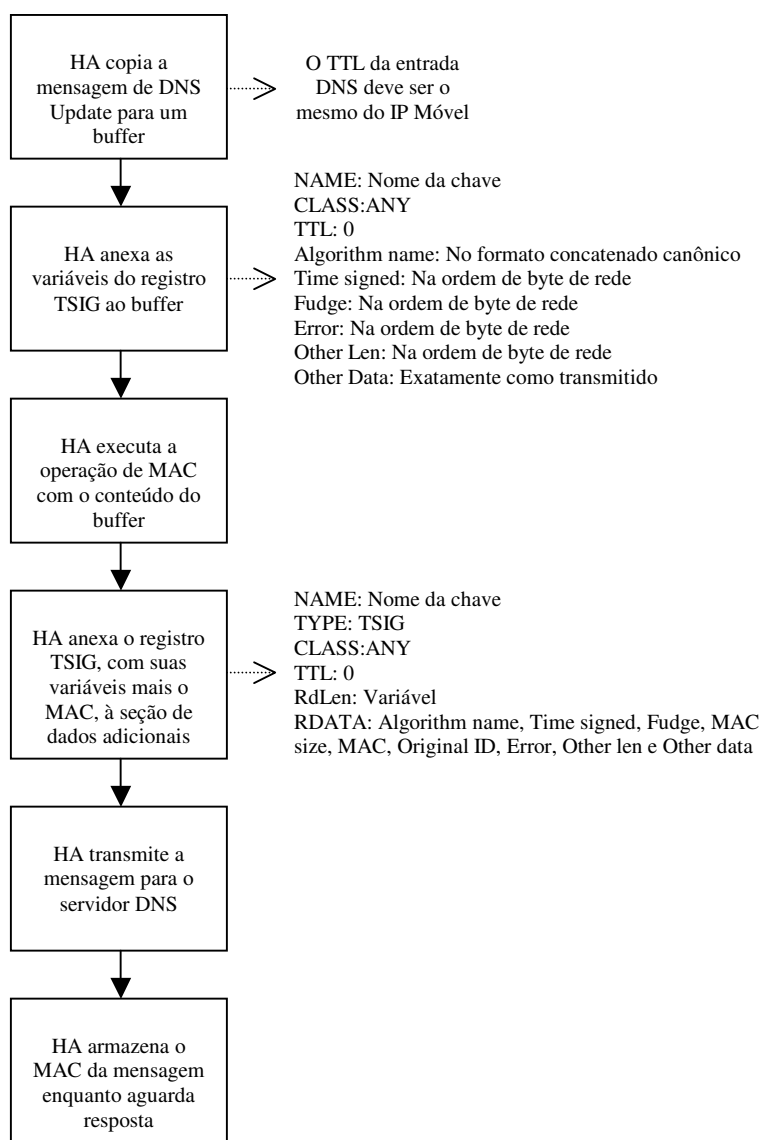 HA copia a
mensagem de DNS
Update para um
buffer
O TTL da entrada
DNS deve ser o
mesmo do IP Móvel
HA anexa as
variáveis do registro
TSIG ao buffer
NAME: Nome da chave
CLASS:ANY
TTL: 0
Algorithm name: No formato concatenado canônico
Time signed: Na ordem de byte de rede
Fudge: Na ordem de byte de rede
Error: Na ordem de byte de rede
Other Len: Na ordem de byte de rede
Other Data: Exatamente como transmitido
HA executa a
operação de MAC
com o conteúdo do
buffer
HA anexa o registro
TSIG, com suas
variáveis mais o
MAC, à seção de
dados adicionais
NAME: Nome da chave
TYPE: TSIG
CLASS:ANY
TTL: 0
RdLen: Variável
RDATA: Algorithm name, Time signed, Fudge, MAC
size, MAC, Original ID, Error, Other len e Other data
HA transmite a
mensagem para o
servidor DNS
HA armazena o
MAC da mensagem
enquanto aguarda
resposta